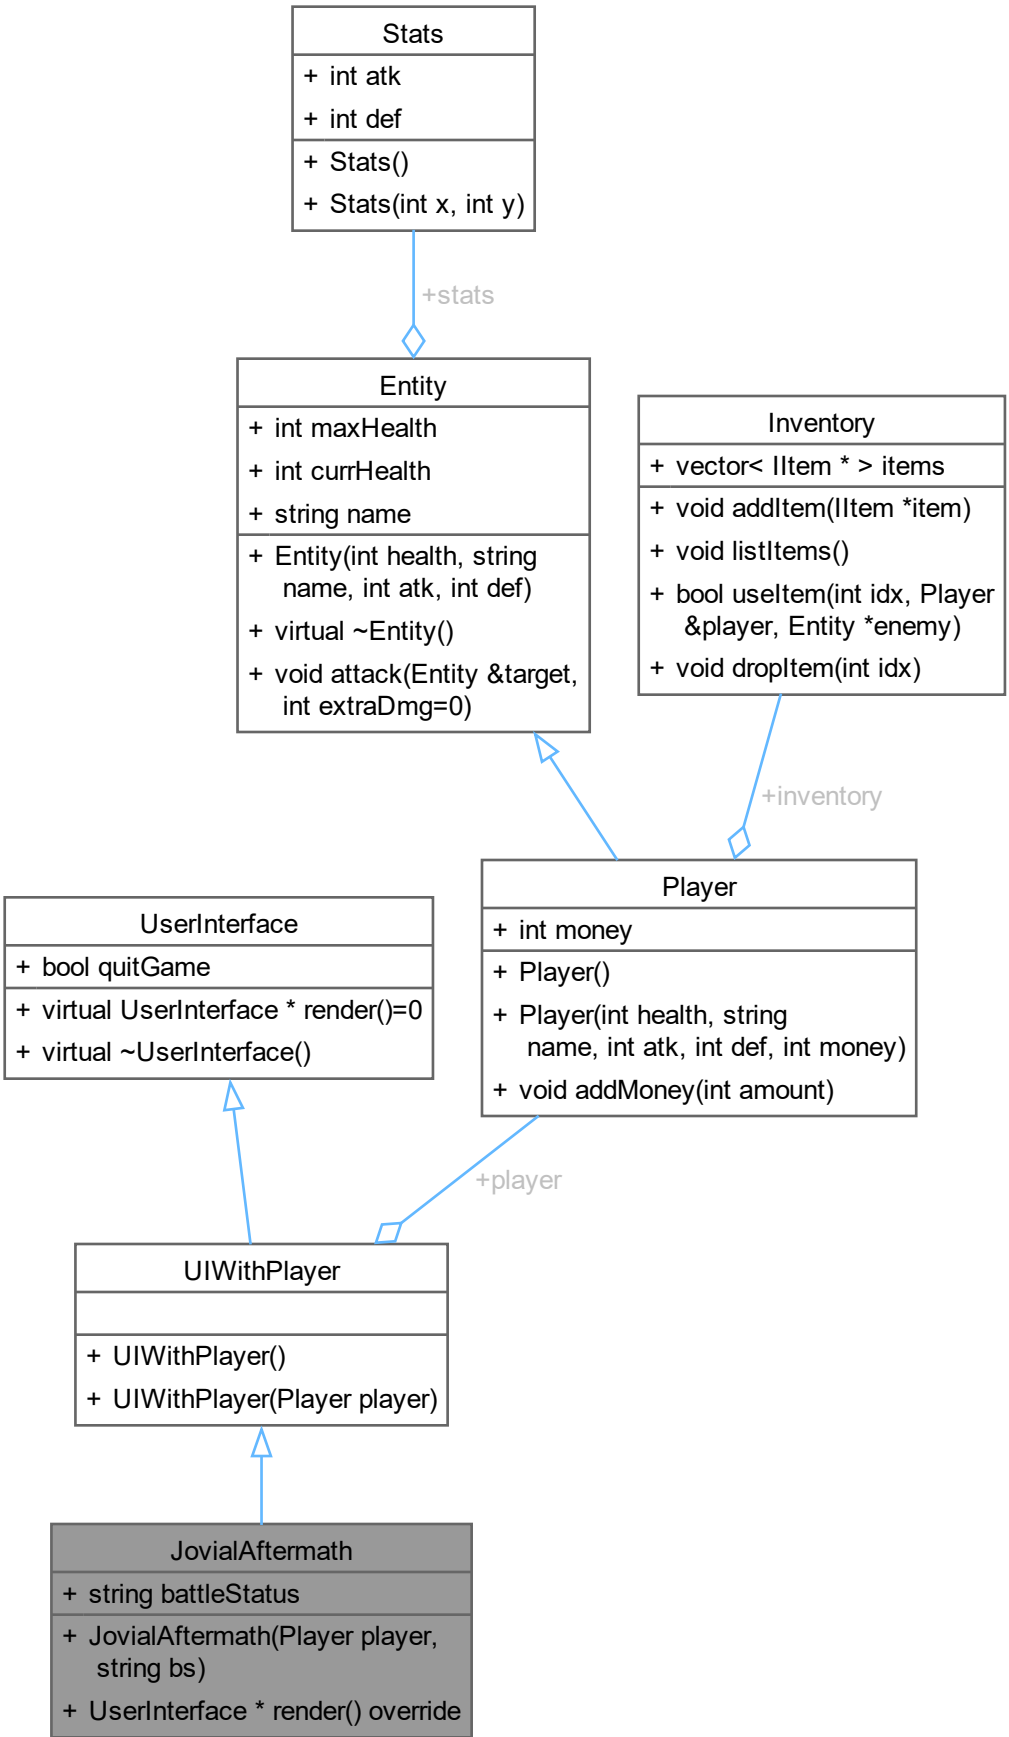 Stats
+ int atk
+ int def
+ Stats()
+ Stats(int x, int y)
+stats
Entity
+ int maxHealth
+ int currHealth
+ string name
+ Entity(int health, string
name, int atk, int def)
+ virtual ~Entity()
+ void attack(Entity &target,
int extraDmg=0)
Inventory
+ vector< IItem * > items
+ void addItem(IItem *item)
+ void listItems()
+ bool useItem(int idx, Player
&player, Entity *enemy)
+ void dropItem(int idx)
+inventory
Player
+ int money
+ Player()
+ Player(int health, string
name, int atk, int def, int money)
+ void addMoney(int amount)
UserInterface
+ bool quitGame
+ virtual UserInterface * render()=0
+ virtual ~UserInterface()
+player
UIWithPlayer
+ UIWithPlayer()
+ UIWithPlayer(Player player)
JovialAftermath
+ string battleStatus
+ JovialAftermath(Player player,
string bs)
+ UserInterface * render() override